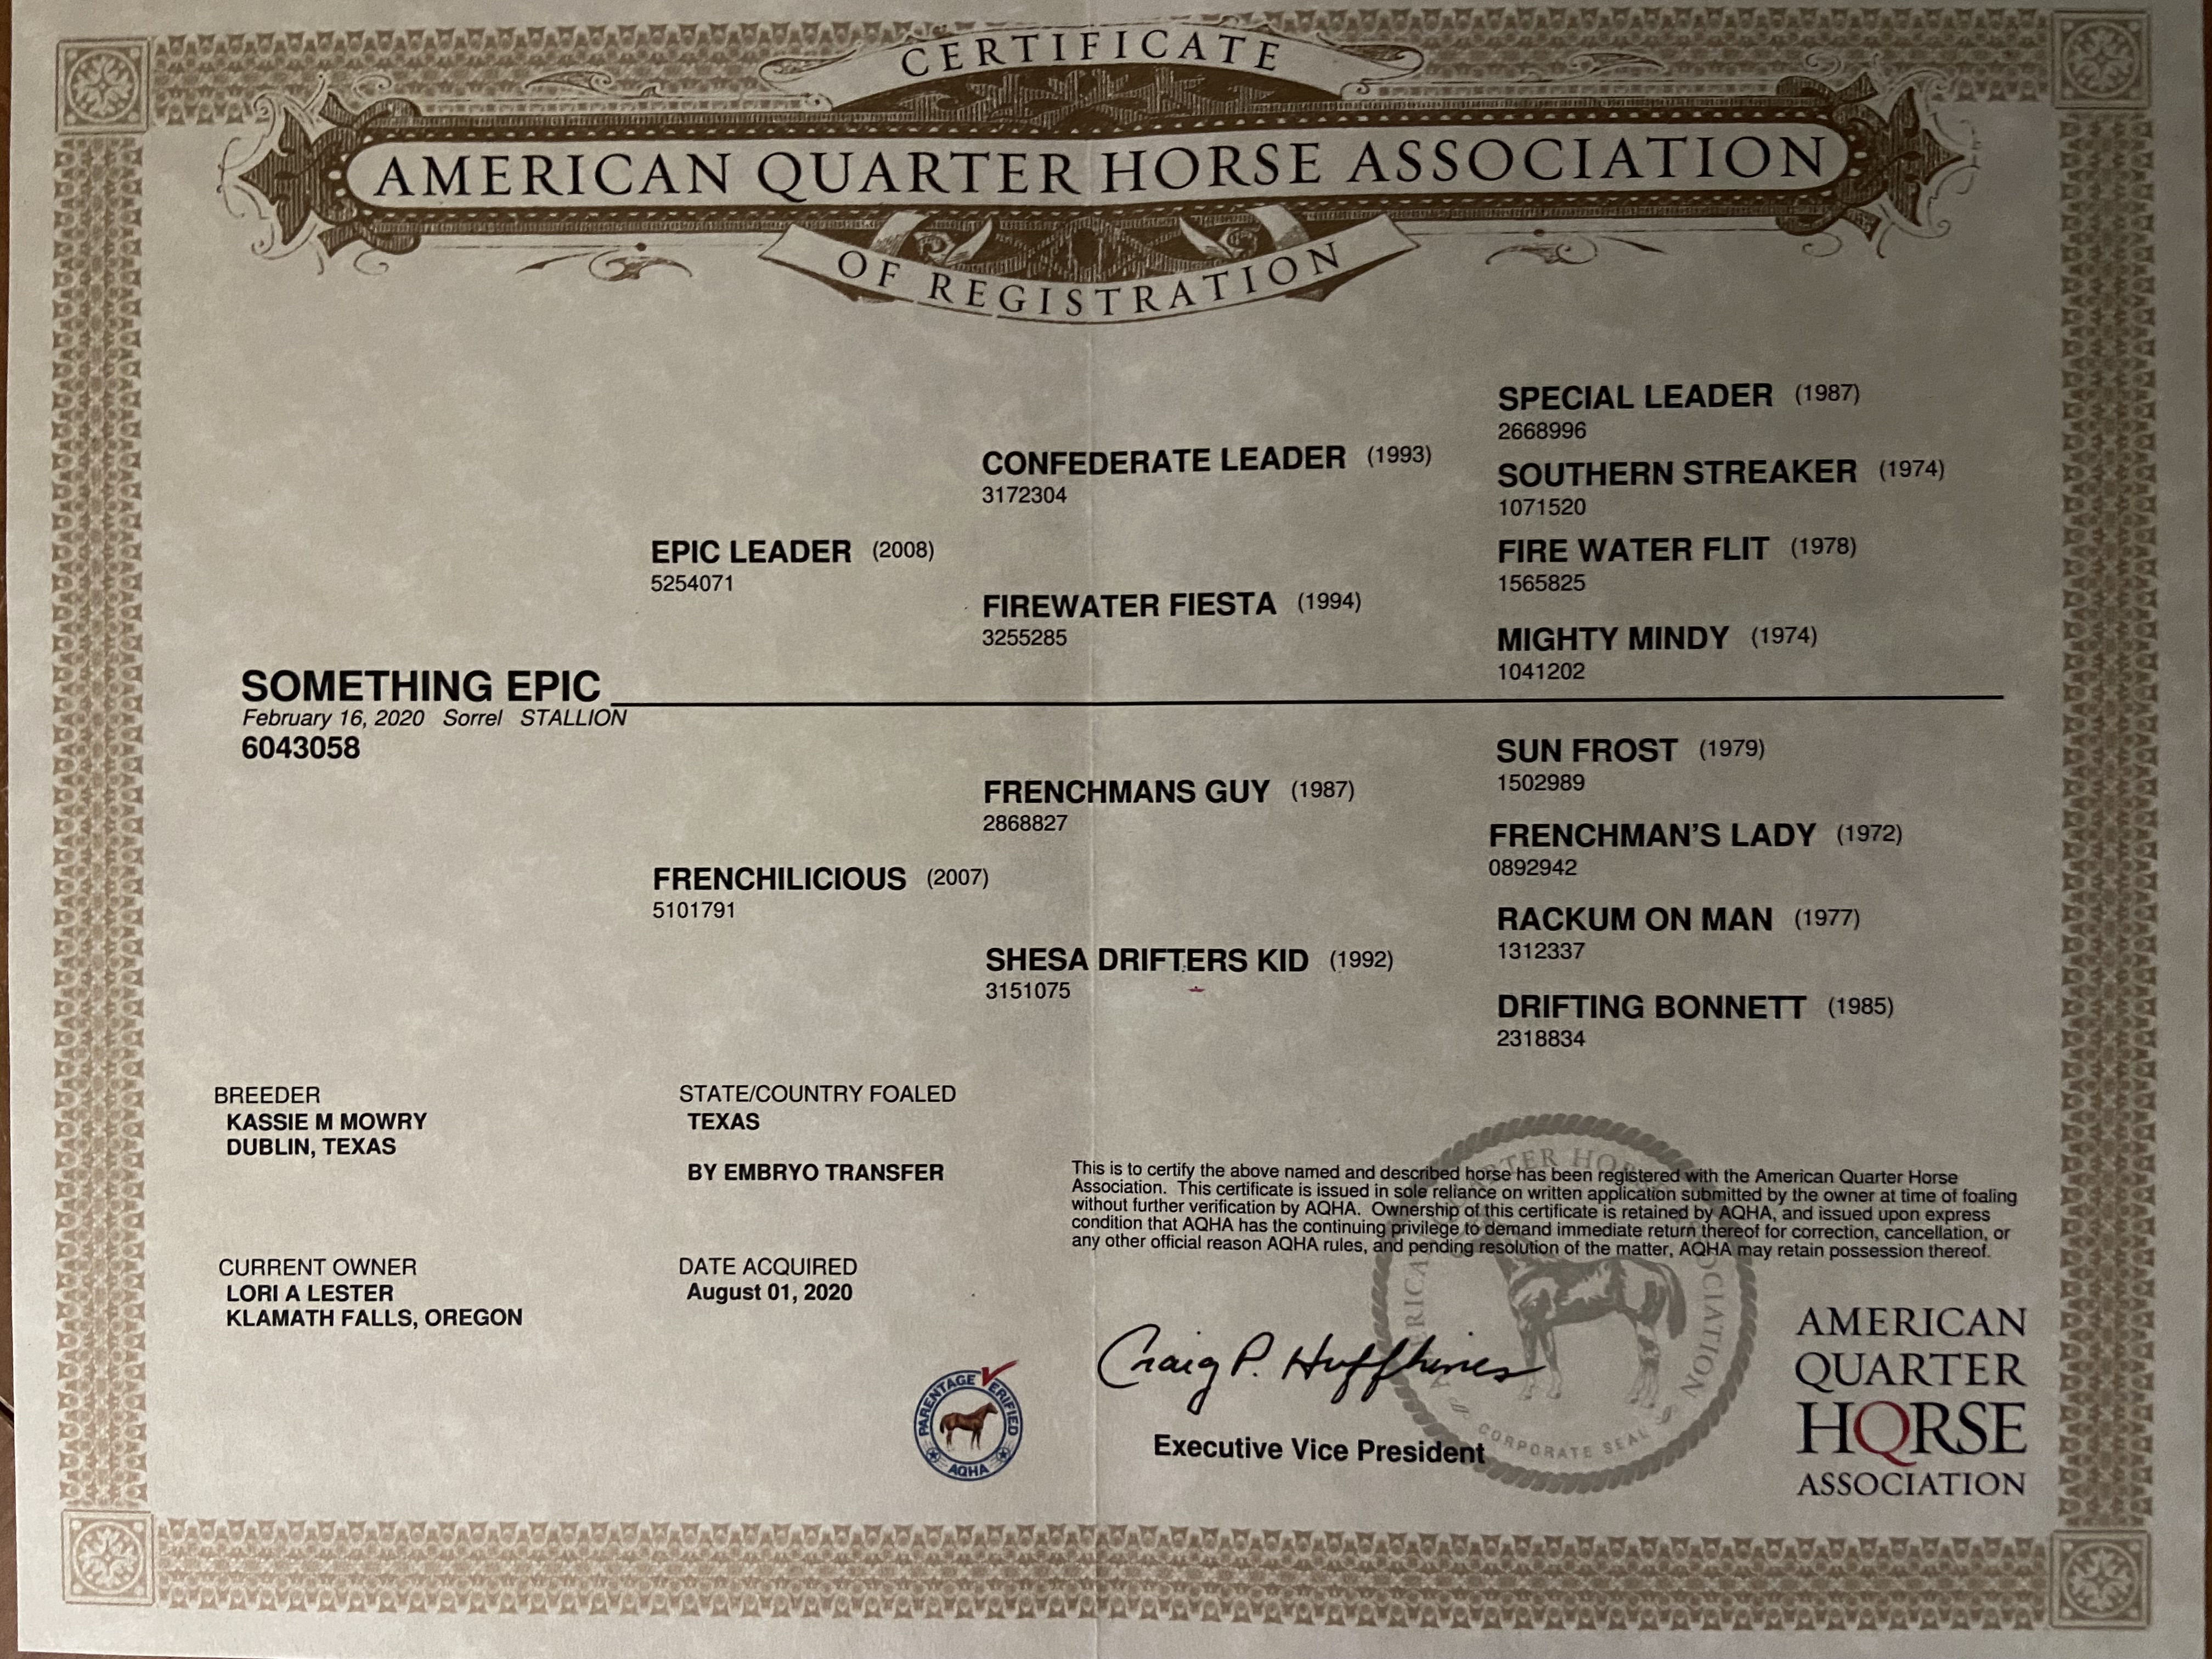 CERTIFICATE
AMERICAN QUARTER HORSE ASSOCIATION
OF REGISTRATION
SPECIAL LEADER (1987)
2668996
CONFEDERATE LEADER (1993)
3172304
SOUTHERN STREAKER (1974)
1071520
EPIC LEADER (2008)
5254071
FIRE WATER FLIT (1978)
1565825
FIREWATER FIESTA (1994)
3255285
MIGHTY MINDY (1974)
1041202
SOMETHING EPIC
February 16, 2020 Sorrel STALLION
6043058
SUN FROST (1979)
1502989
FRENCHMANS GUY (1987)
2868827
FRENCHMAN'S LADY (1972)
0892942
FRENCHILICIOUS (2007)
5101791
RACKUM ON MAN (1977)
1312337
SHESA DRIFTERS KID (1992)
3151075
DRIFTING BONNETT (1985)
2318834
BREEDER
KASSIE M MOWRY
DUBLIN, TEXAS
STATE/COUNTRY FOALED
TEXAS
BY EMBRYO TRANSFER
This is to certify the above named and described horse has been registered with the American Quarter Horse
Association. This certificate is issued in sole reliance on written application submitted by the owner at time of foaling
without further verification by AQHA. Ownership of this certificate is retained by AQHA, and issued upon express
condition that AQHA has the continuing privilege to demand immediate return thereof for correction, cancellation, or
any other official reason AQHA rules, and pending resolution of the matter, AQHA may retain possession thereof.
CURRENT OWNER
LORI A LESTER
KLAMATH FALLS, OREGON
DATE ACQUIRED
August 01, 2020
PARENTAGE VERIFIED
AQHA
Craig P. Huffhines
Executive Vice President
CORPORATE SEAL
AMERICAN
QUARTER
HORSE
ASSOCIATION